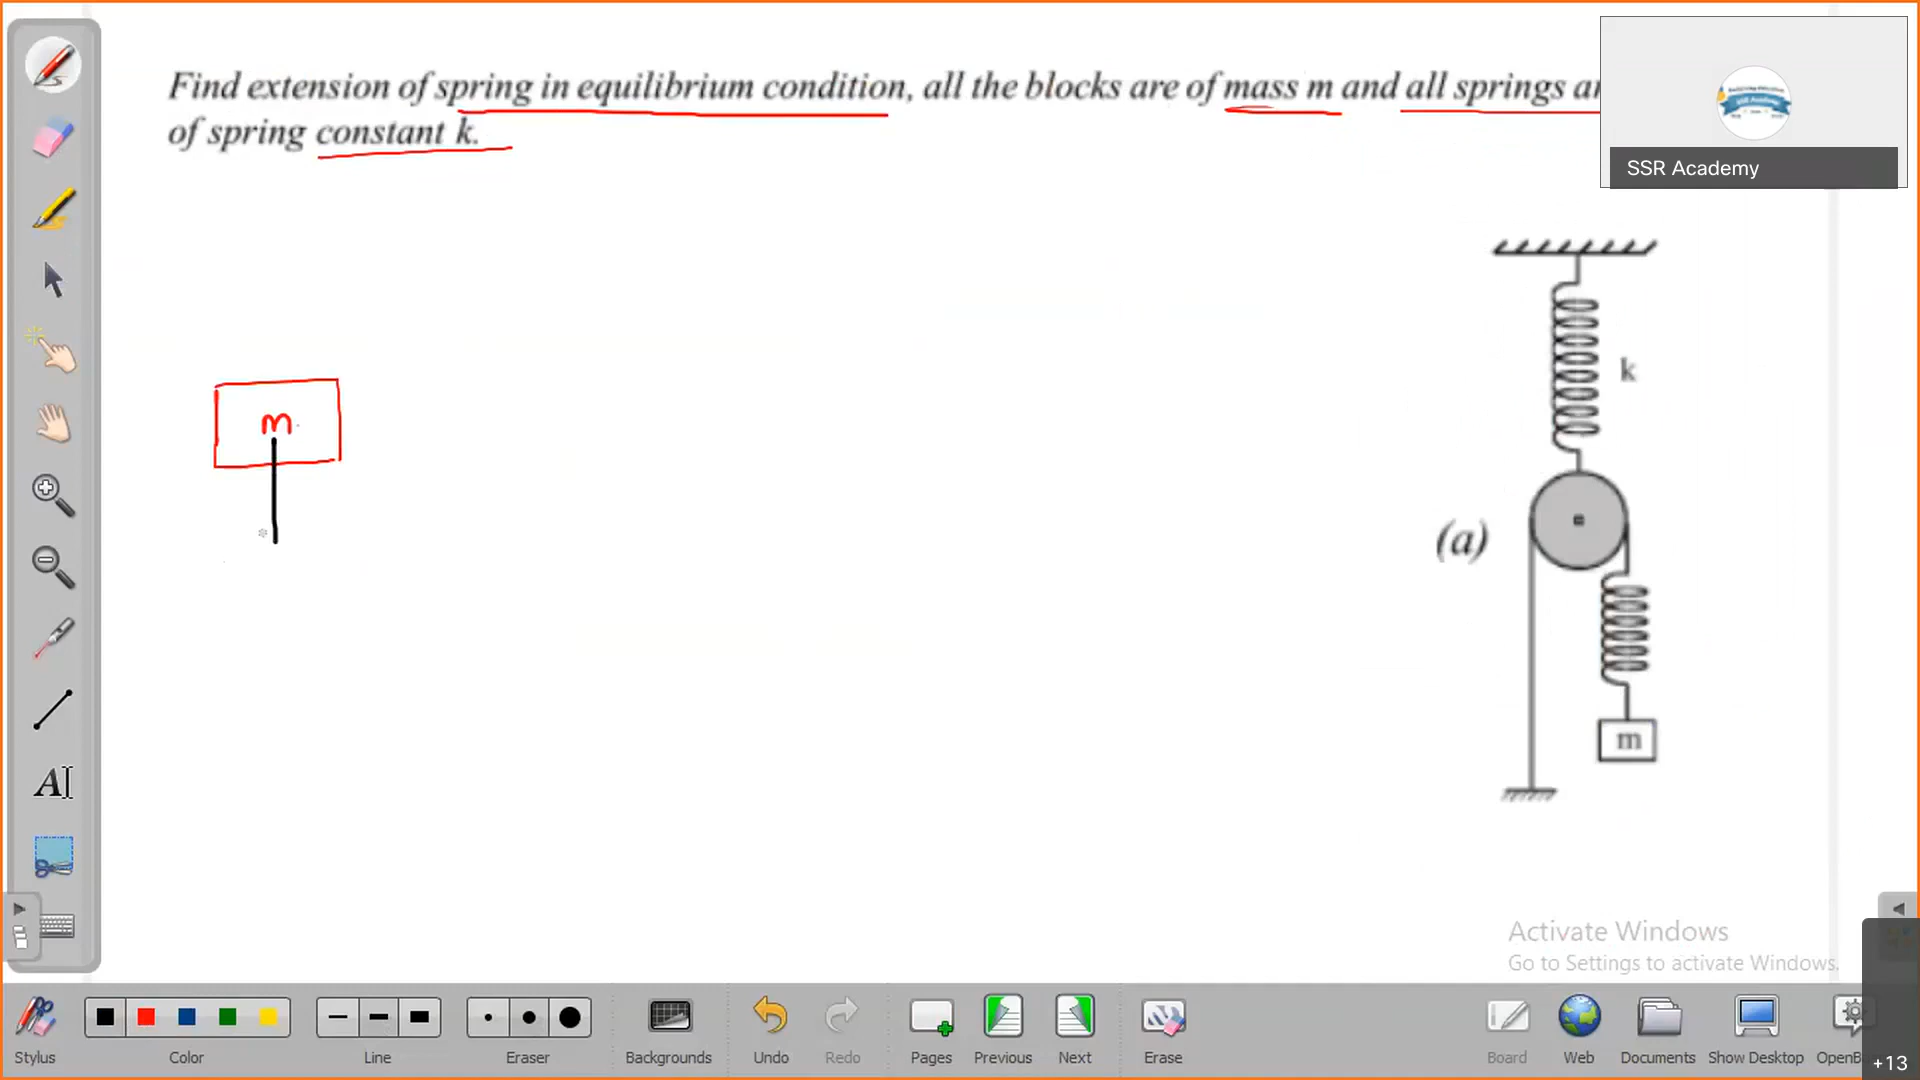 Find extension of spring in equilibrium condition, all the blocks are of mass m and all springs
of spring constant k.
SSR Academy
k
m
(a)
m
Activate Windows
Go to Settings to activate Windows.
Stylus
Color
Line
Eraser
Backgrounds
Undo
Redo
Pages
Previous
Next
Erase
Board
Web
Documents
Show Desktop
OpenBo
+13